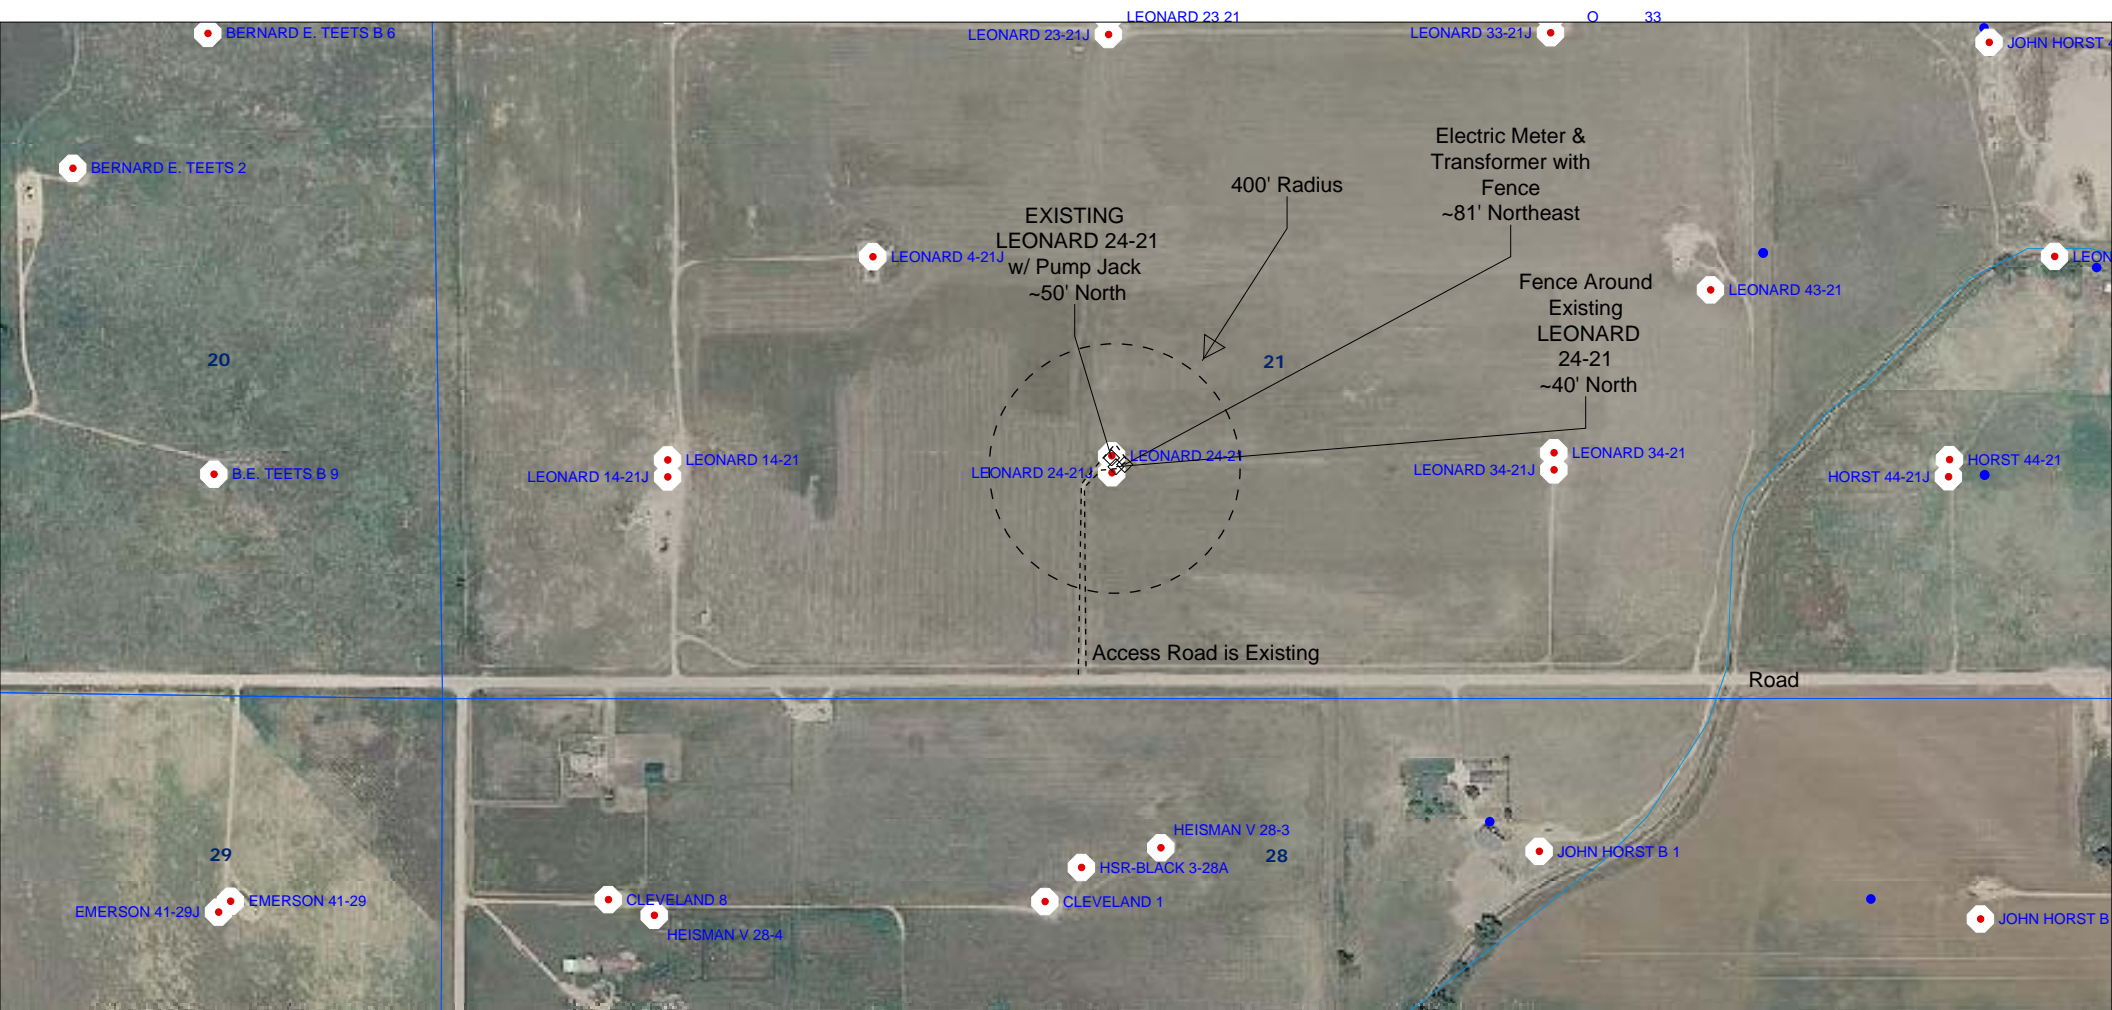 LEONARD 23 21
O 33
BERNARD E. TEETS B 6
LEONARD 23-21J
LEONARD 33-21J
JOHN HORST
BERNARD E. TEETS 2
400' Radius
Electric Meter &
Transformer with
Fence
~81' Northeast
EXISTING
LEONARD 24-21
w/ Pump Jack
~50' North
LEONARD 4-21J
LEON
Fence Around
Existing
LEONARD
24-21
~40' North
LEONARD 43-21
20
21
LEONARD 14-21
LEONARD 14-21J
LEONARD 24-21
LEONARD 24-21J
LEONARD 34-21
LEONARD 34-21J
HORST 44-21
HORST 44-21J
B.E. TEETS B 9
Access Road is Existing
Road
29
HEISMAN V 28-3
28
HSR-BLACK 3-28A
JOHN HORST B 1
EMERSON 41-29
EMERSON 41-29J
CLEVELAND 8
HEISMAN V 28-4
CLEVELAND 1
JOHN HORST B